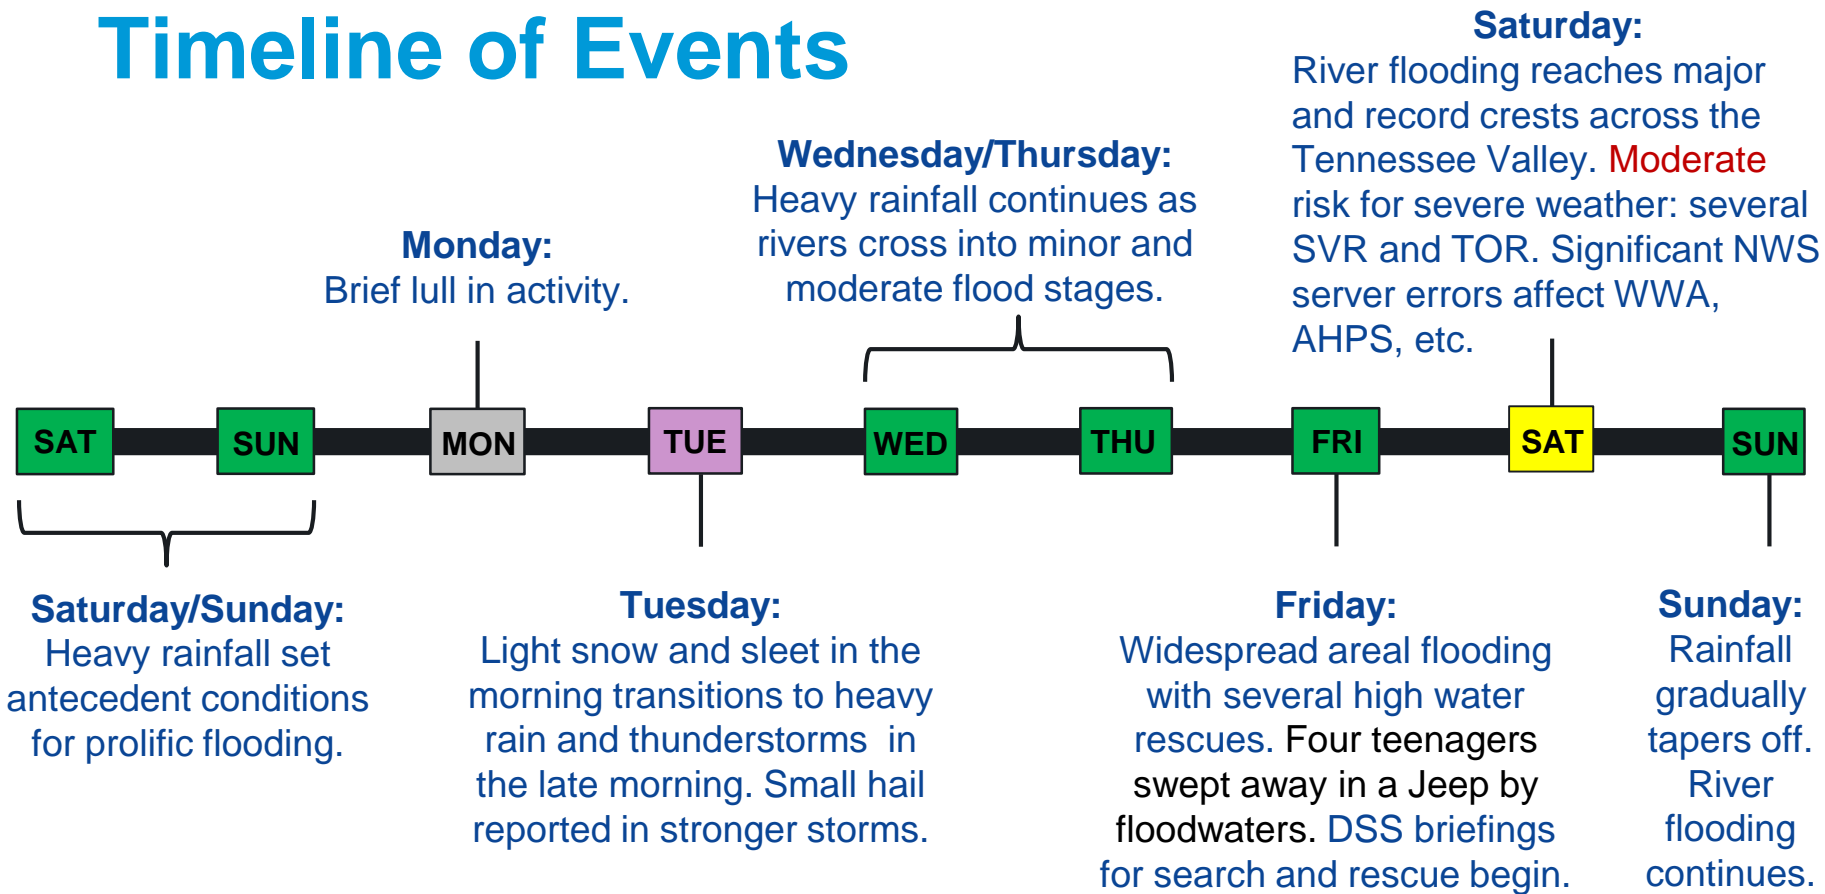 Timeline of Events
Saturday:
River flooding reaches major
and record crests across the
Tennessee Valley. Moderate
risk for severe weather: several
SVR and TOR. Significant NWS
server errors affect WWA,
AHPS, etc.
Wednesday/Thursday:
Heavy rainfall continues as
rivers cross into minor and
moderate flood stages.
Monday:
Brief lull in activity.
SAT
SUN
MON
TUE
WED
THU
FRI
SAT
SUN
Saturday/Sunday:
Heavy rainfall set
antecedent conditions
for prolific flooding.
Tuesday:
Light snow and sleet in the
morning transitions to heavy
rain and thunderstorms  in
the late morning. Small hail
reported in stronger storms.
Friday:
Widespread areal flooding
with several high water
rescues. Four teenagers
swept away in a Jeep by
floodwaters. DSS briefings
for search and rescue begin.
Sunday:
Rainfall
gradually
tapers off.
River
flooding
continues.